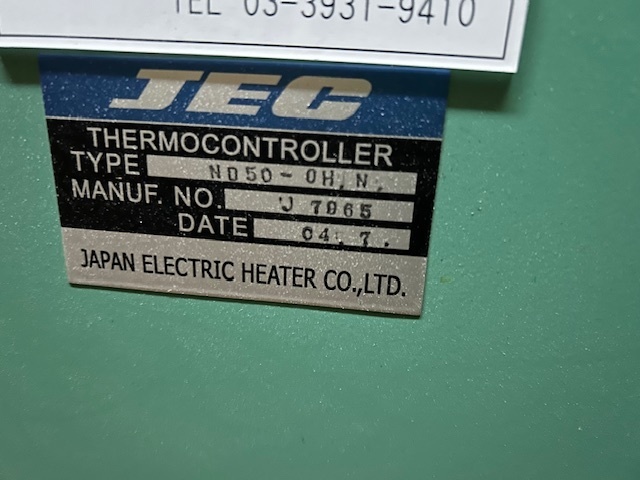 TEL 03-3931-9410
JEC
THERMOCONTROLLER
TYPE ND50-OH.N.
MANUF. NO. J 7965
DATE 04.7.
JAPAN ELECTRIC HEATER CO.,LTD.